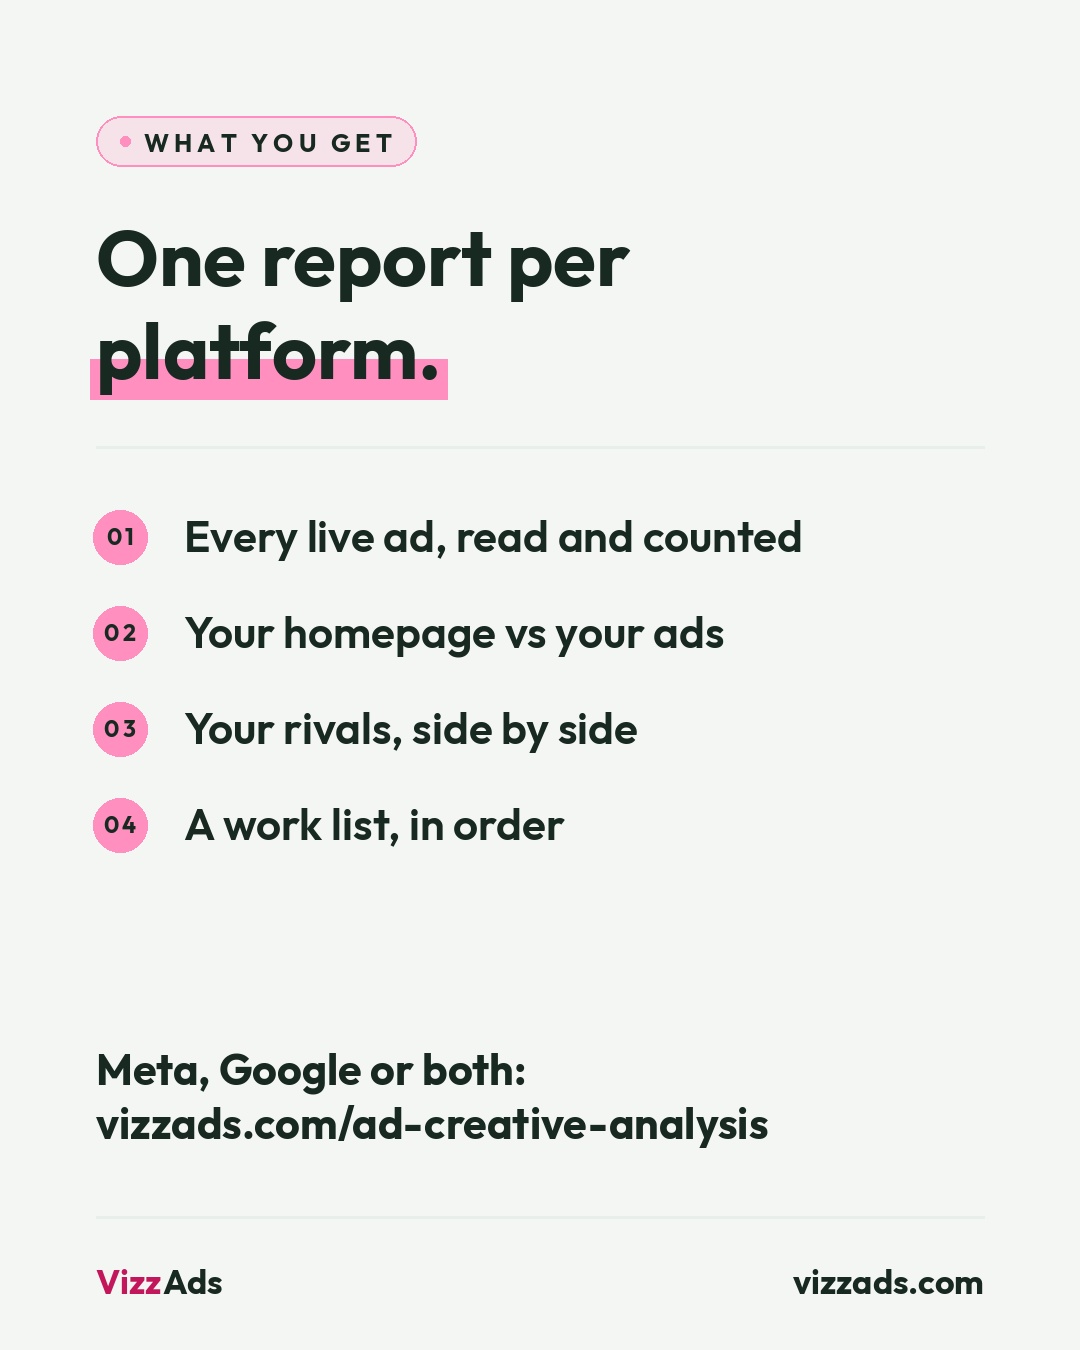 WHAT YOU GET
One report per
platform.
01 Every live ad, read and counted
02 Your homepage vs your ads
03 Your rivals, side by side
04 A work list, in order
Meta, Google or both:
vizzads.com/ad-creative-analysis
VizzAds
vizzads.com